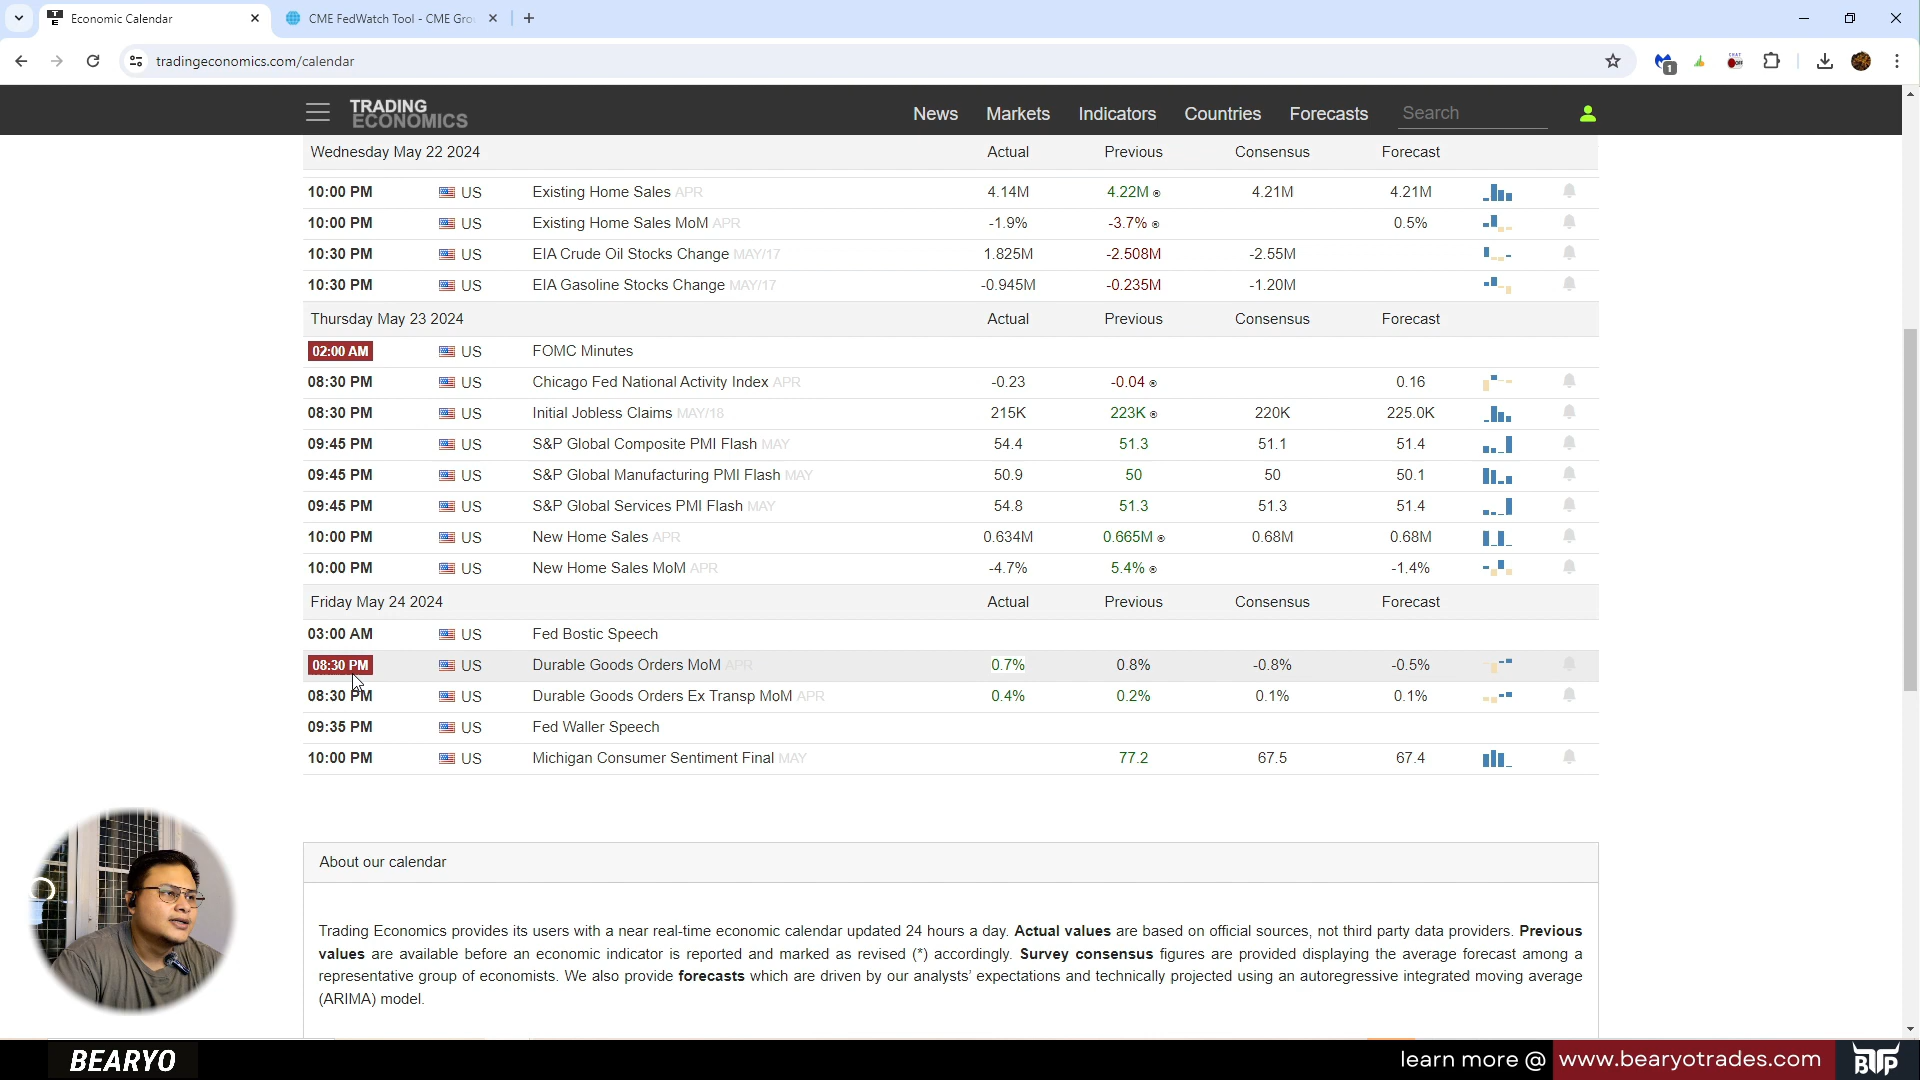 Economic Calendar
CME FedWatch Tool - CME Gro
tradingeconomics.com/calendar
1
TRADING
ECONOMICS
News Markets Indicators Countries Forecasts Search
Wednesday May 22 2024 Actual Previous Consensus Forecast
10:00 PM US Existing Home Sales APR 4.14M 4.22M ® 4.21M 4.21M
10:00 PM US Existing Home Sales MoM APR -1.9% -3.7% ® 0.5%
10:30 PM US EIA Crude Oil Stocks Change MAY/17 1.825M -2.508M -2.55M
10:30 PM US EIA Gasoline Stocks Change MAY/17 -0.945M -0.235M -1.20M
Thursday May 23 2024 Actual Previous Consensus Forecast
02:00 AM US FOMC Minutes
08:30 PM US Chicago Fed National Activity Index APR -0.23 -0.04 ® 0.16
08:30 PM US Initial Jobless Claims MAY/18 215K 223K ® 220K 225.0K
09:45 PM US S&P Global Composite PMI Flash MAY 54.4 51.3 51.1 51.4
09:45 PM US S&P Global Manufacturing PMI Flash MAY 50.9 50 50 50.1
09:45 PM US S&P Global Services PMI Flash MAY 54.8 51.3 51.3 51.4
10:00 PM US New Home Sales APR 0.634M 0.665M ® 0.68M 0.68M
10:00 PM US New Home Sales MoM APR -4.7% 5.4% ® -1.4%
Friday May 24 2024 Actual Previous Consensus Forecast
03:00 AM US Fed Bostic Speech
08:30 PM US Durable Goods Orders MoM APR 0.7% 0.8% -0.8% -0.5%
08:30 PM US Durable Goods Orders Ex Transp MoM APR 0.4% 0.2% 0.1% 0.1%
09:35 PM US Fed Waller Speech
10:00 PM US Michigan Consumer Sentiment Final MAY 77.2 67.5 67.4
About our calendar
Trading Economics provides its users with a near real-time economic calendar updated 24 hours a day. Actual values are based on official sources, not third party data providers. Previous
values are available before an economic indicator is reported and marked as revised (*) accordingly. Survey consensus figures are provided displaying the average forecast among a
representative group of economists. We also provide forecasts which are driven by our analysts' expectations and technically projected using an autoregressive integrated moving average
(ARIMA) model.
BEARYO
learn more @ www.bearyotrades.com
BTP